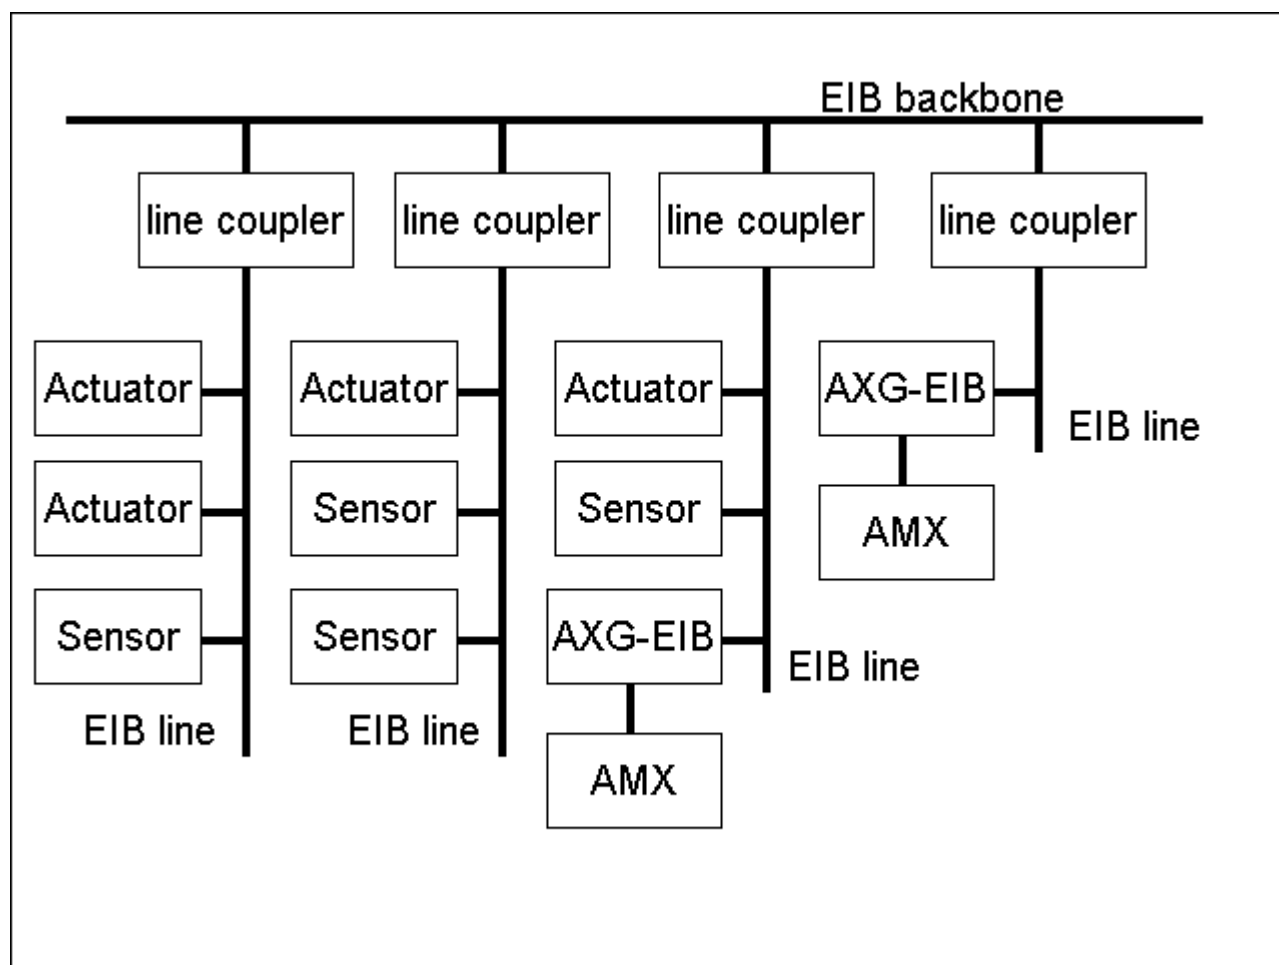 EIB backbone
line coupler
line coupler
line coupler
line coupler
Actuator
Actuator
Actuator
AXG-EIB
EIB line
Actuator
Sensor
Sensor
AMX
Sensor
Sensor
AXG-EIB
EIB line
EIB line
EIB line
AMX